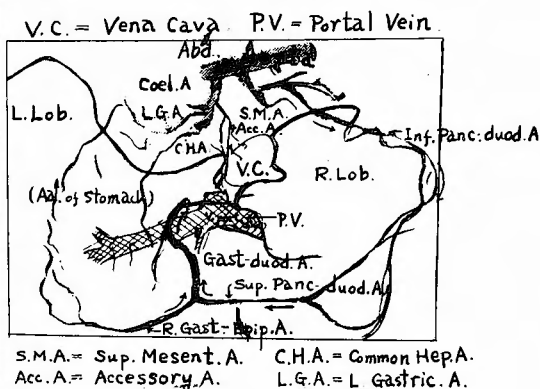 V.C. = Vena Cava P.V. = Portal Vein
Abd.
Coel. A
L. Lob.
L.G.A.
S.M.A.
Acc. A
Inf. Panc-duod. A
C.H.A.
V.C.
R. Lob.
(Aa. of Stomach)
P.V.
Gast-duod. A.
Sup. Panc-duod. A.
R. Gast-Epip. A.
S.M.A. = Sup. Mesent. A. C.H.A. = Common Hep. A.
Acc. A = Accessory A. L.G.A. = L. Gastric. A.